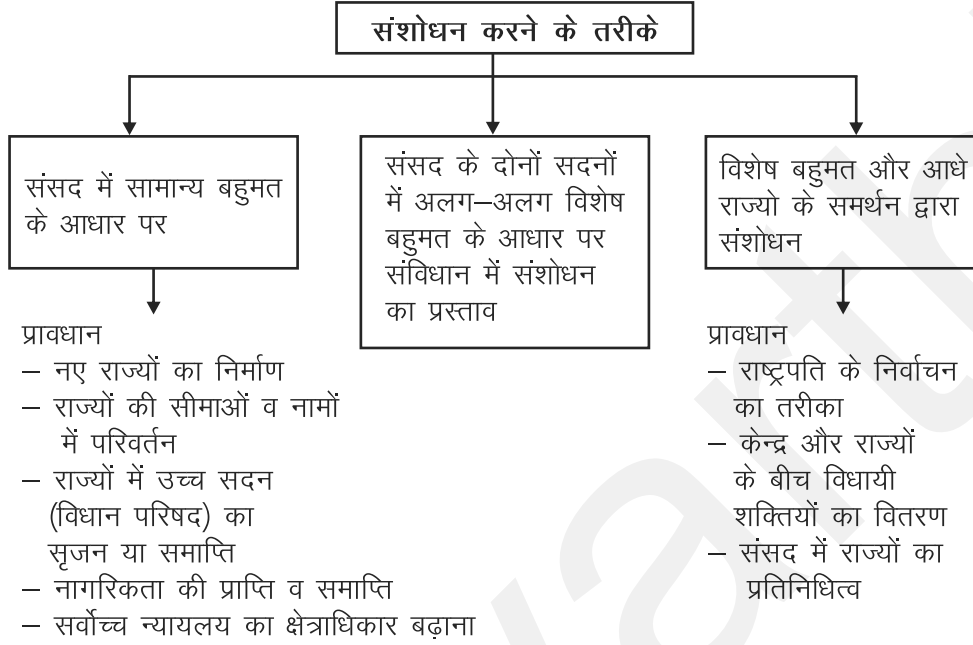 संशोधन करने के तरीके
संसद में सामान्य बहुमत
के आधार पर
संसद के दोनों सदनों
में अलग–अलग विशेष
बहुमत के आधार पर
संविधान में संशोधन
का प्रस्ताव
विशेष बहुमत और आधे
राज्यो के समर्थन द्वारा
संशोधन
प्रावधान
– नए राज्यों का निर्माण
– राज्यों की सीमाओं व नामों
में परिवर्तन
– राज्यों में उच्च सदन
(विधान परिषद) का
सृजन या समाप्ति
– नागरिकता की प्राप्ति व समाप्ति
– सर्वोच्च न्यायलय का क्षेत्राधिकार बढ़ाना
प्रावधान
– राष्ट्रपति के निर्वाचन
का तरीका
– केन्द्र और राज्यों
के बीच विधायी
शक्तियों का वितरण
– संसद में राज्यों का
प्रतिनिधित्व